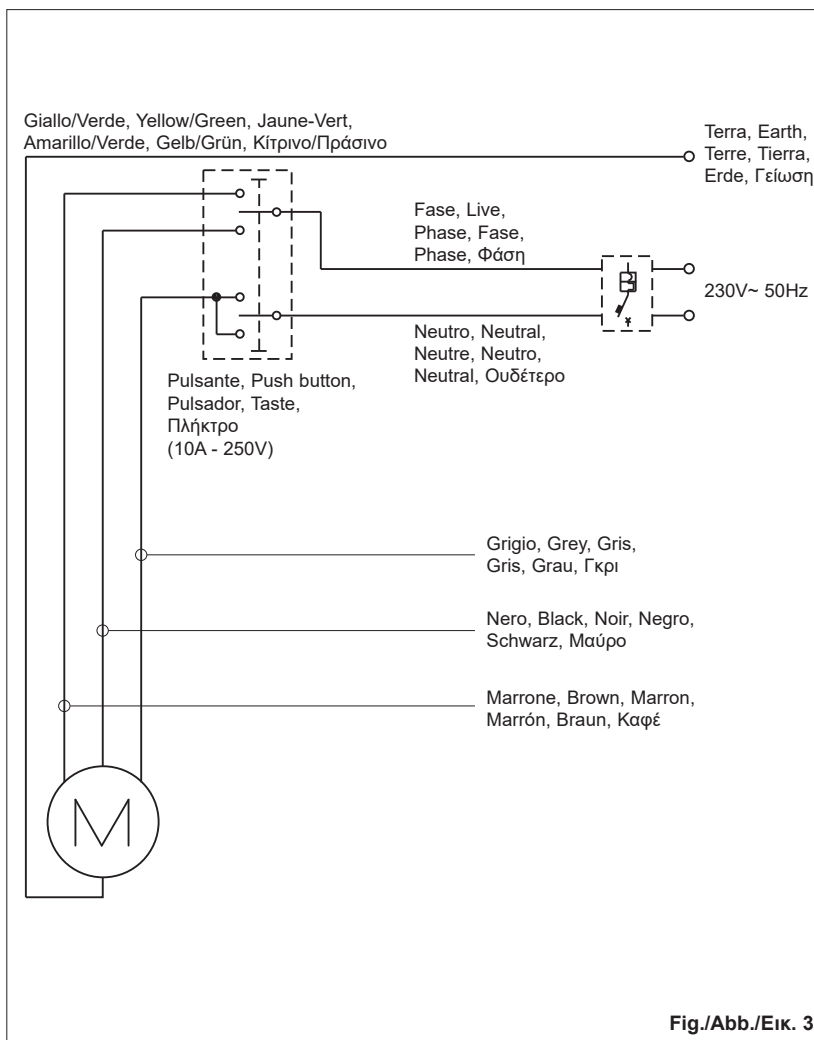 Giallo/Verde, Yellow/Green, Jaune-Vert,
Amarillo/Verde, Gelb/Grün, Κίτρινο/Πράσινο
Terra, Earth,
Terre, Tierra,
Erde, Γείωση
Fase, Live,
Phase, Fase,
Phase, Φάση
230V~ 50Hz
Neutro, Neutral,
Neutre, Neutro,
Neutral, Ουδέτερο
Pulsante, Push button,
Pulsador, Taste,
Πλήκτρο
(10A - 250V)
Grigio, Grey, Gris,
Gris, Grau, Γκρι
Nero, Black, Noir, Negro,
Schwarz, Μαύρο
Marrone, Brown, Marron,
Marrón, Braun, Καφέ
M
Fig./Abb./Εικ. 3